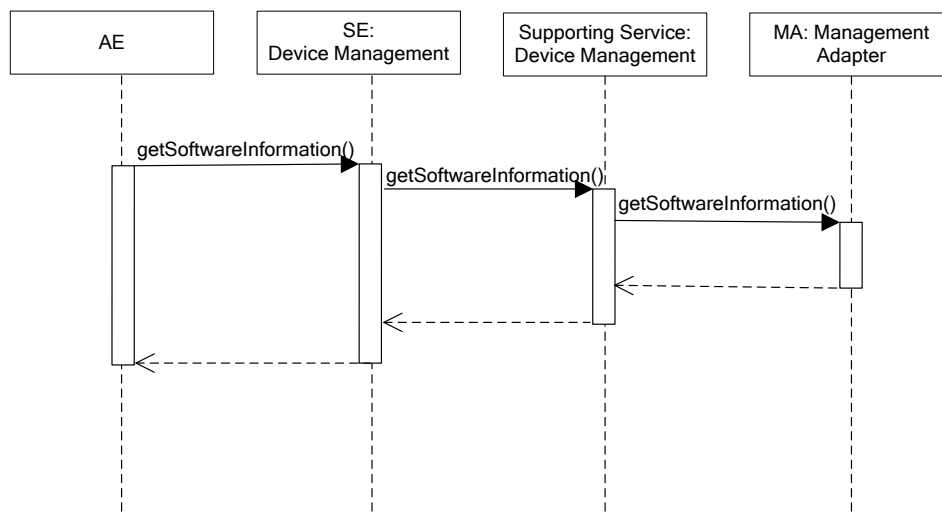 AE
SE:
Device Management
Supporting Service:
Device Management
MA: Management
Adapter
getSoftwareInformation()
getSoftwareInformation()
getSoftwareInformation()